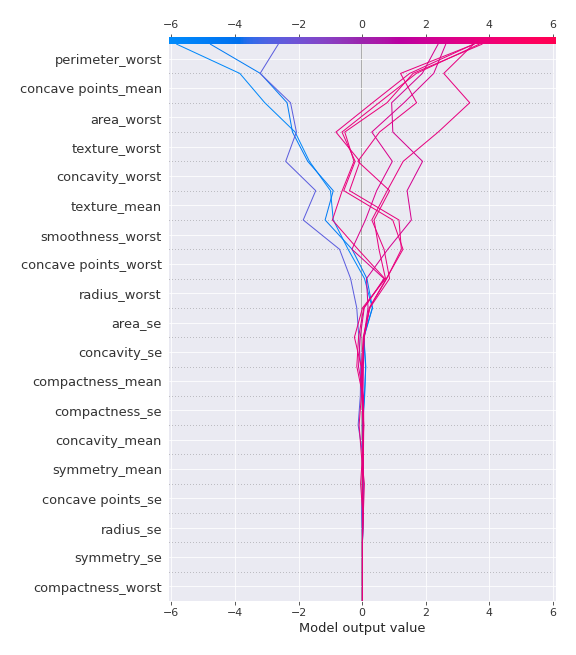 −6 −4 −2 0 2 4 6
perimeter_worst
concave points_mean
area_worst
texture_worst
concavity_worst
texture_mean
smoothness_worst
concave points_worst
radius_worst
area_se
concavity_se
compactness_mean
compactness_se
concavity_mean
symmetry_mean
concave points_se
radius_se
symmetry_se
compactness_worst
−6 −4 −2 0 2 4 6
Model output value